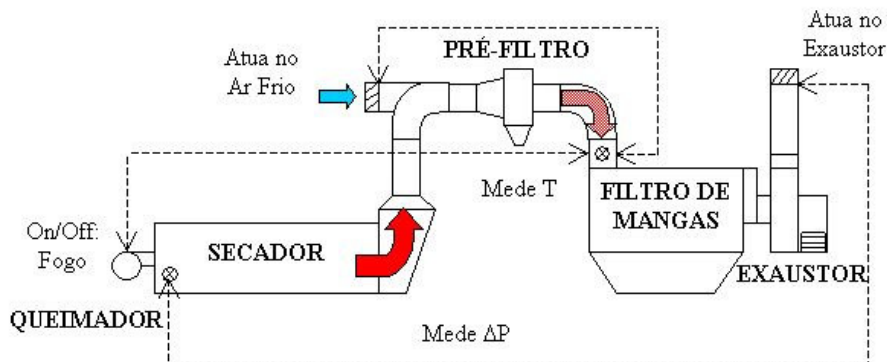 Atua no
Exaustor
PRÉ-FILTRO
Atua no
Ar Frio
Mede T
FILTRO DE
MANGAS
On/Off:
Fogo
SECADOR
EXAUSTOR
QUEIMADOR
Mede ΔP